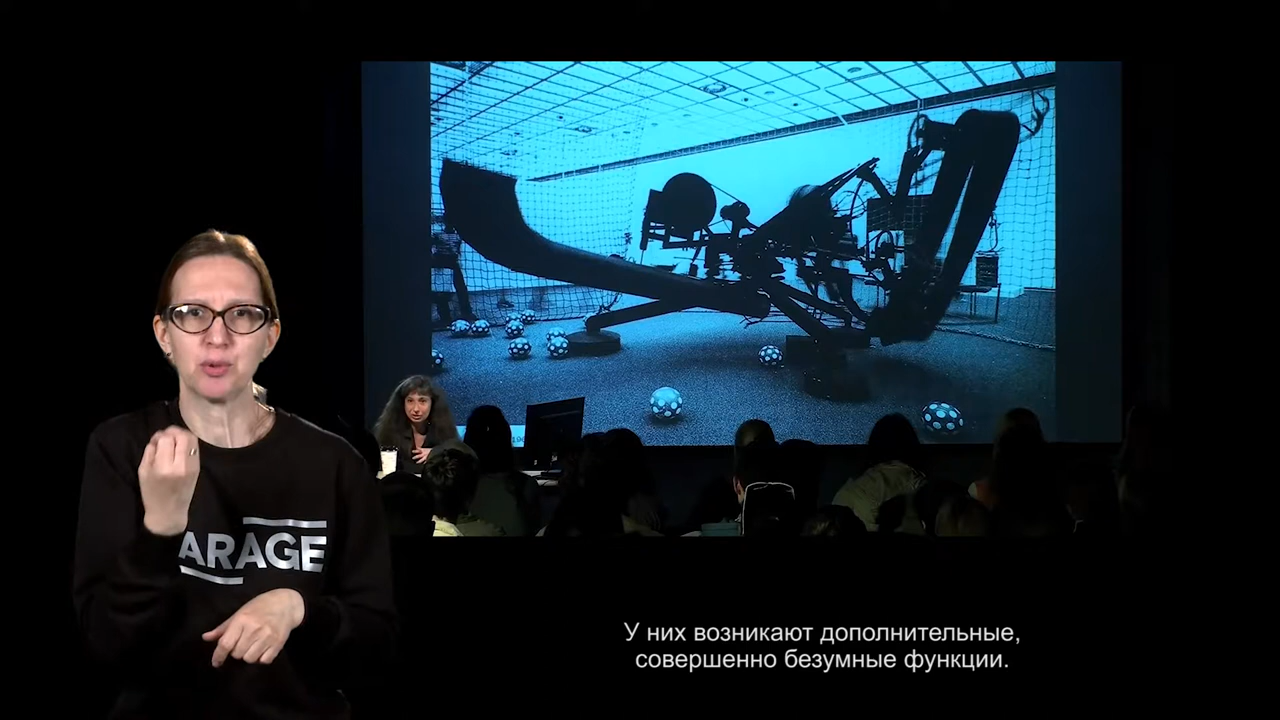 ARAGE
У них возникают дополнительные,
совершенно безумные функции.